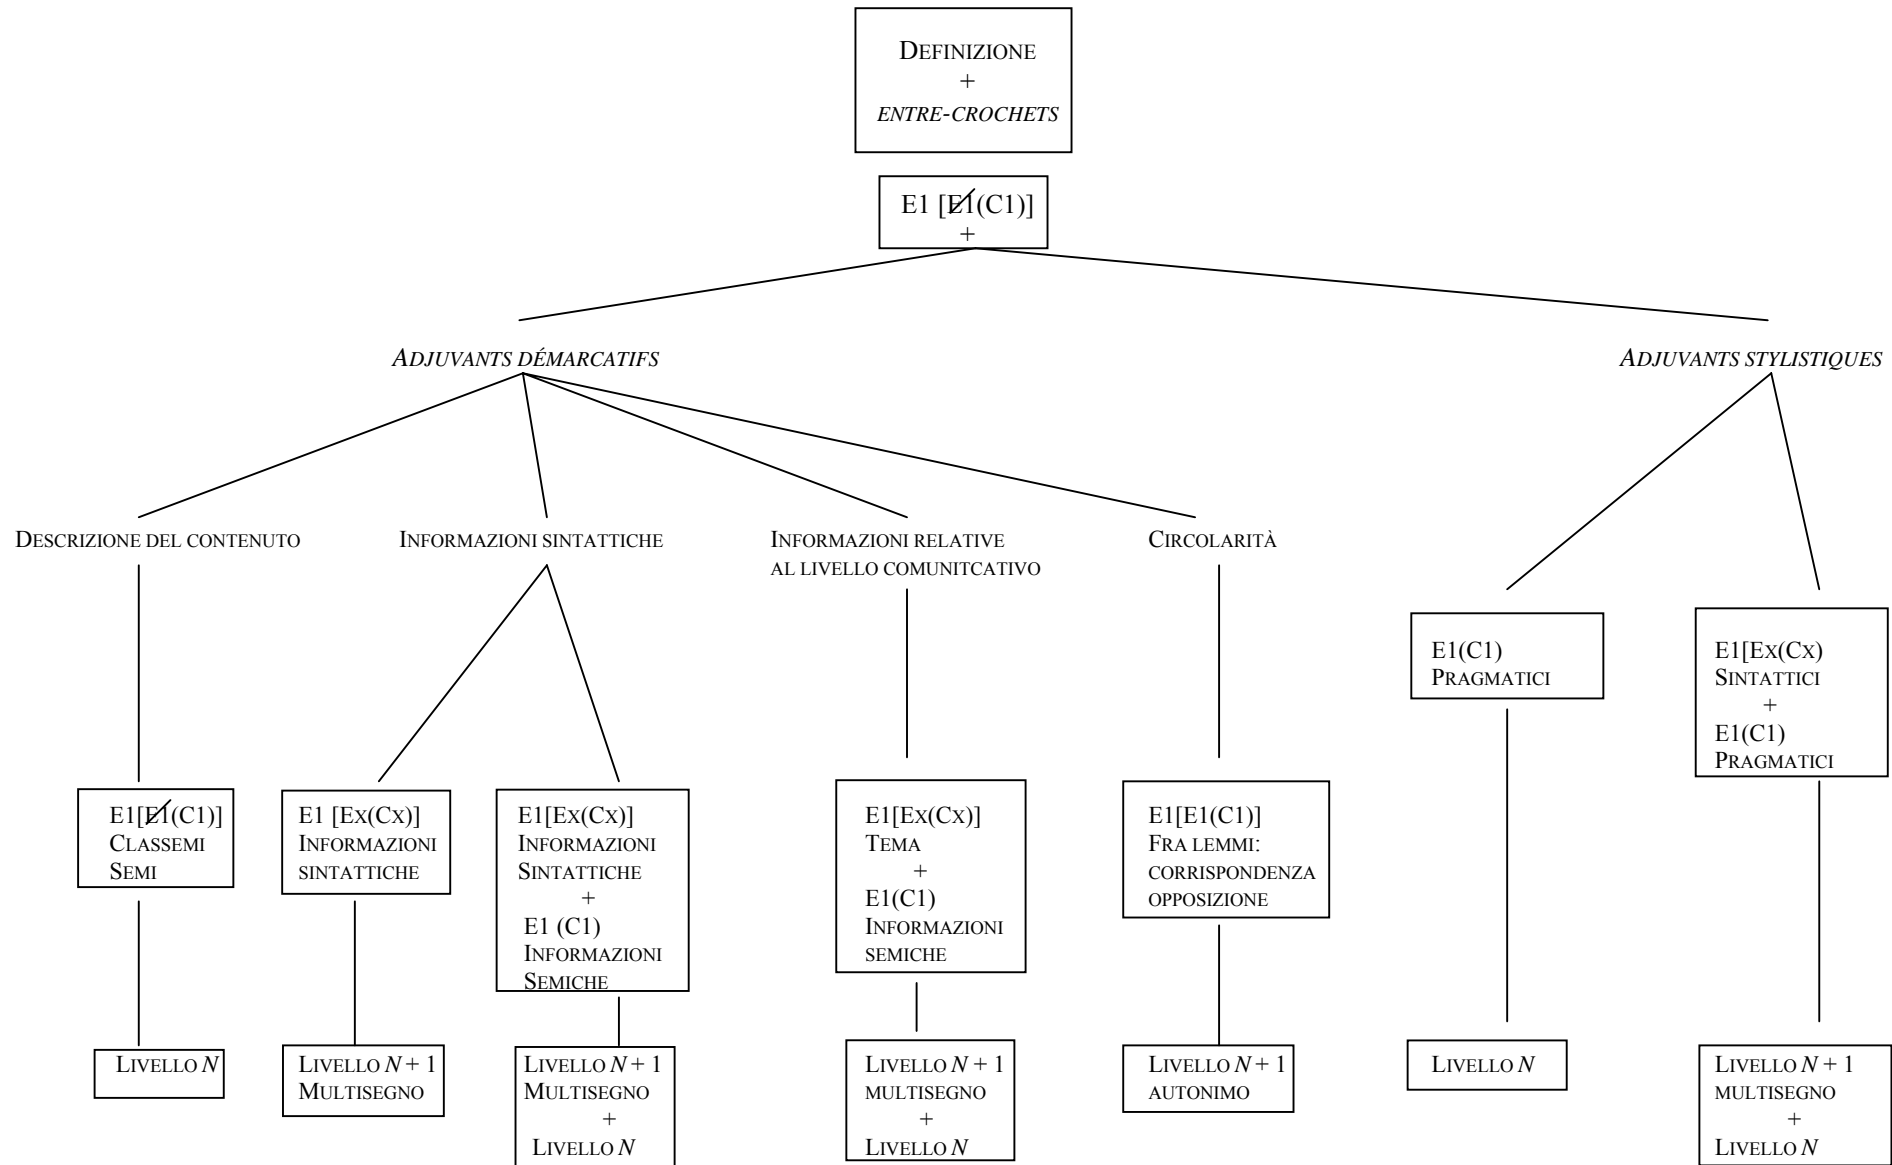 DEFINIZIONE
+
ENTRE-CROCHETS
E1 [E1(C1)]
+
ADJUVANTS DÉMARCATIFS
ADJUVANTS STYLISTIQUES
DESCRIZIONE DEL CONTENUTO
INFORMAZIONI SINTATTICHE
INFORMAZIONI RELATIVE
AL LIVELLO COMUNITCATIVO
CIRCOLARITÀ
E1[E1(C1)]
CLASSEMI
SEMI
E1 [EX(CX)]
INFORMAZIONI
SINTATTICHE
E1[EX(CX)]
INFORMAZIONI
SINTATTICHE
+
E1 (C1)
INFORMAZIONI
SEMICHE
E1[EX(CX)]
TEMA
+
E1(C1)
INFORMAZIONI
SEMICHE
E1[E1(C1)]
FRA LEMMI:
CORRISPONDENZA
OPPOSIZIONE
E1(C1)
PRAGMATICI
E1[EX(CX)
SINTATTICI
+
E1(C1)
PRAGMATICI
LIVELLO N
LIVELLO N + 1
MULTISEGNO
LIVELLO N + 1
MULTISEGNO
+
LIVELLO N
LIVELLO N + 1
MULTISEGNO
+
LIVELLO N
LIVELLO N + 1
AUTONIMO
LIVELLO N
LIVELLO N + 1
MULTISEGNO
+
LIVELLO N